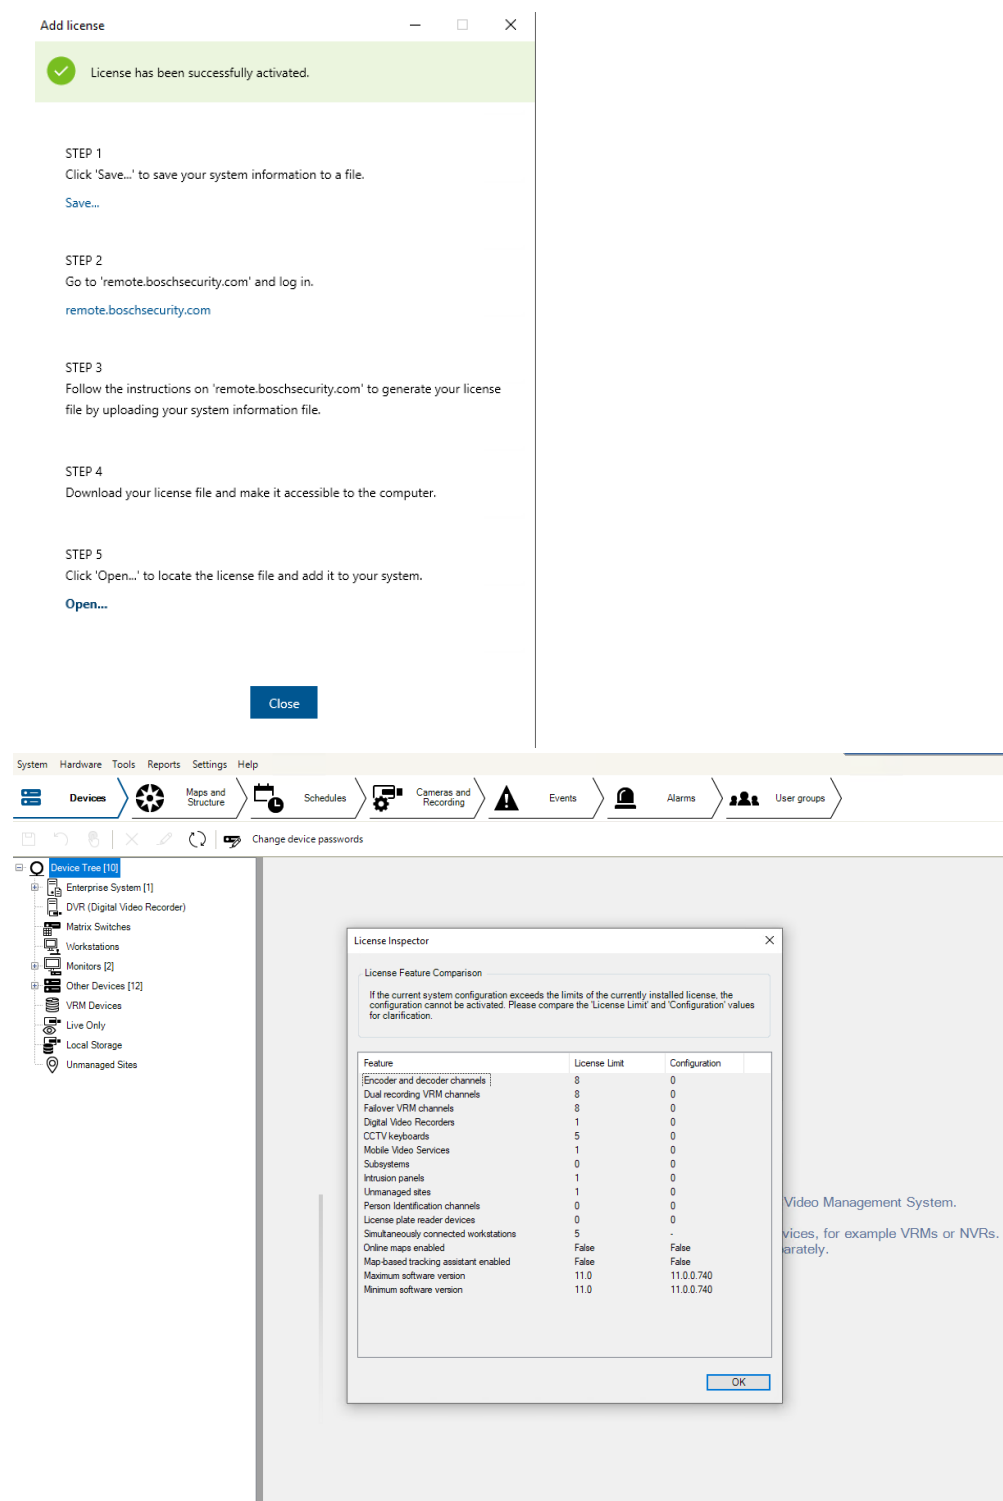 Add license
License has been successfully activated.
STEP 1
Click 'Save...' to save your system information to a file.
Save...
STEP 2
Go to 'remote.boschsecurity.com' and log in.
remote.boschsecurity.com
STEP 3
Follow the instructions on 'remote.boschsecurity.com' to generate your license
file by uploading your system information file.
STEP 4
Download your license file and make it accessible to the computer.
STEP 5
Click 'Open...' to locate the license file and add it to your system.
Open...
Close
System Hardware Tools Reports Settings Help
Devices Maps and Structure Schedules Cameras and Recording Events Alarms User groups
Change device passwords
Device Tree [10]
Enterprise System [1]
DVR (Digital Video Recorder)
Matrix Switches
Workstations
Monitors [2]
Other Devices [12]
VRM Devices
Live Only
Local Storage
Unmanaged Sites
License Inspector
License Feature Comparison
If the current system configuration exceeds the limits of the currently installed license, the
configuration cannot be activated. Please compare the 'License Limit' and 'Configuration' values
for clarification.
Feature License Limit Configuration
Encoder and decoder channels 8 0
Dual recording VRM channels 8 0
Failover VRM channels 8 0
Digital Video Recorders 1 0
CCTV keyboards 5 0
Mobile Video Services 1 0
Subsystems 0 0
Intrusion panels 1 0
Unmanaged sites 1 0
Person Identification channels 0 0
License plate reader devices 0 0
Simultaneously connected workstations 5 -
Online maps enabled False False
Map-based tracking assistant enabled False False
Maximum software version 11.0 11.0.0.740
Minimum software version 11.0 11.0.0.740
OK
Video Management System.
vices, for example VRMs or NVRs.
arately.